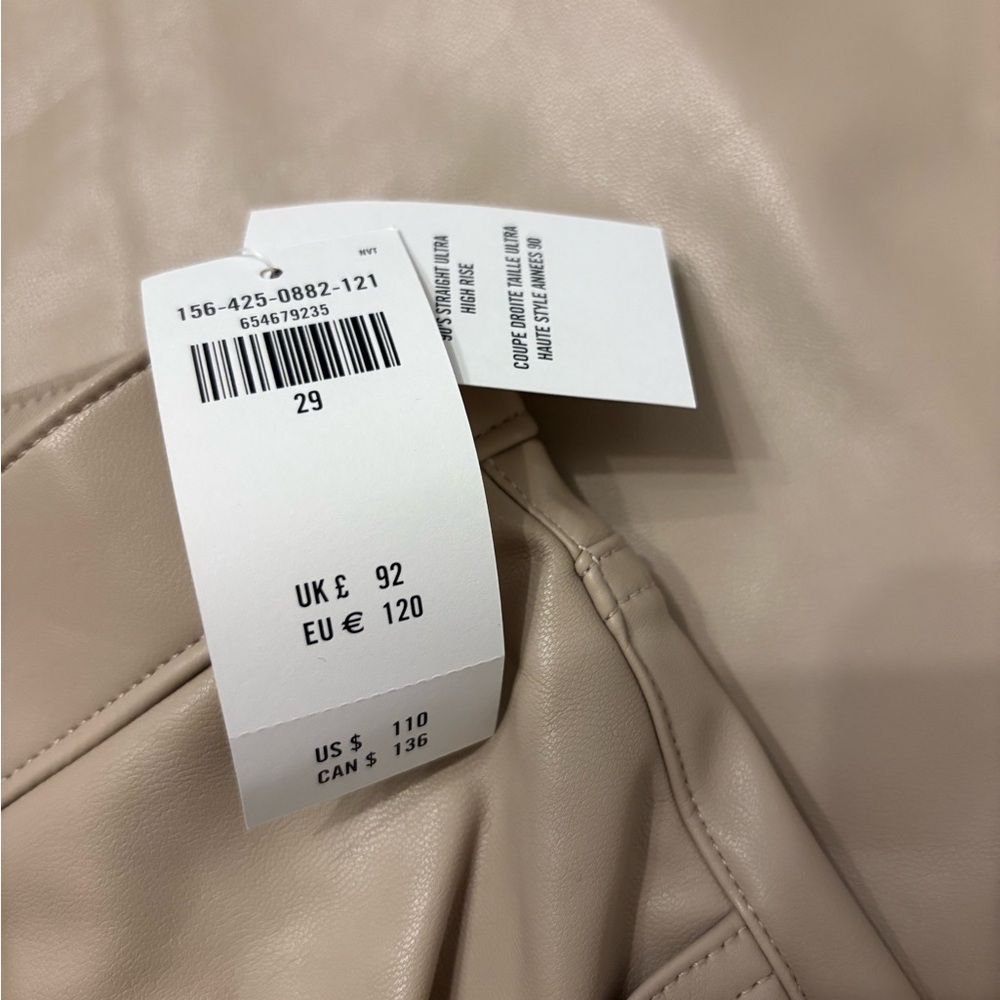 NVT
156-425-0882-121
654679235
29
UK £ 92
EU € 120
US $ 110
CAN $ 136
90'S STRAIGHT ULTRA
HIGH RISE
COUPE DROITE TAILLE ULTRA
HAUTE STYLE ANNEES 90